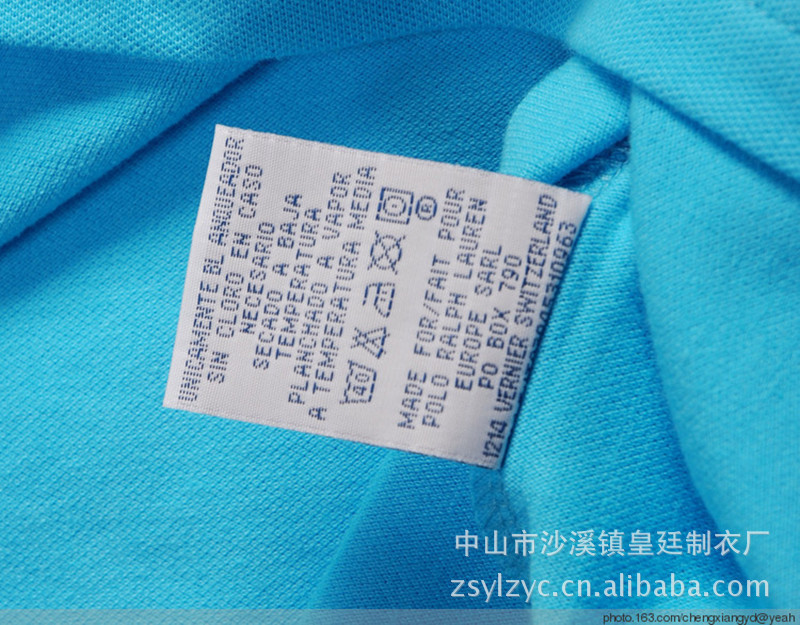 UNICAMENTE BL ANQUEADOR
SIN CLORO EN CASO
NECESARIO
SECADO A BAJA
TEMPERATURA
PLANCHADO A VAPOR
A TEMPERATURA MEDIA
40
®
MADE FOR/FAIT POUR
POLO RALPH LAUREN
EUROPE SARL
PO BOX 790
1214 VERNIER SWITZERLAND
中山市沙溪镇皇廷制衣厂
zsylzyc.cn.alibaba.com
photo.163.com/chengxiangyd@yeah